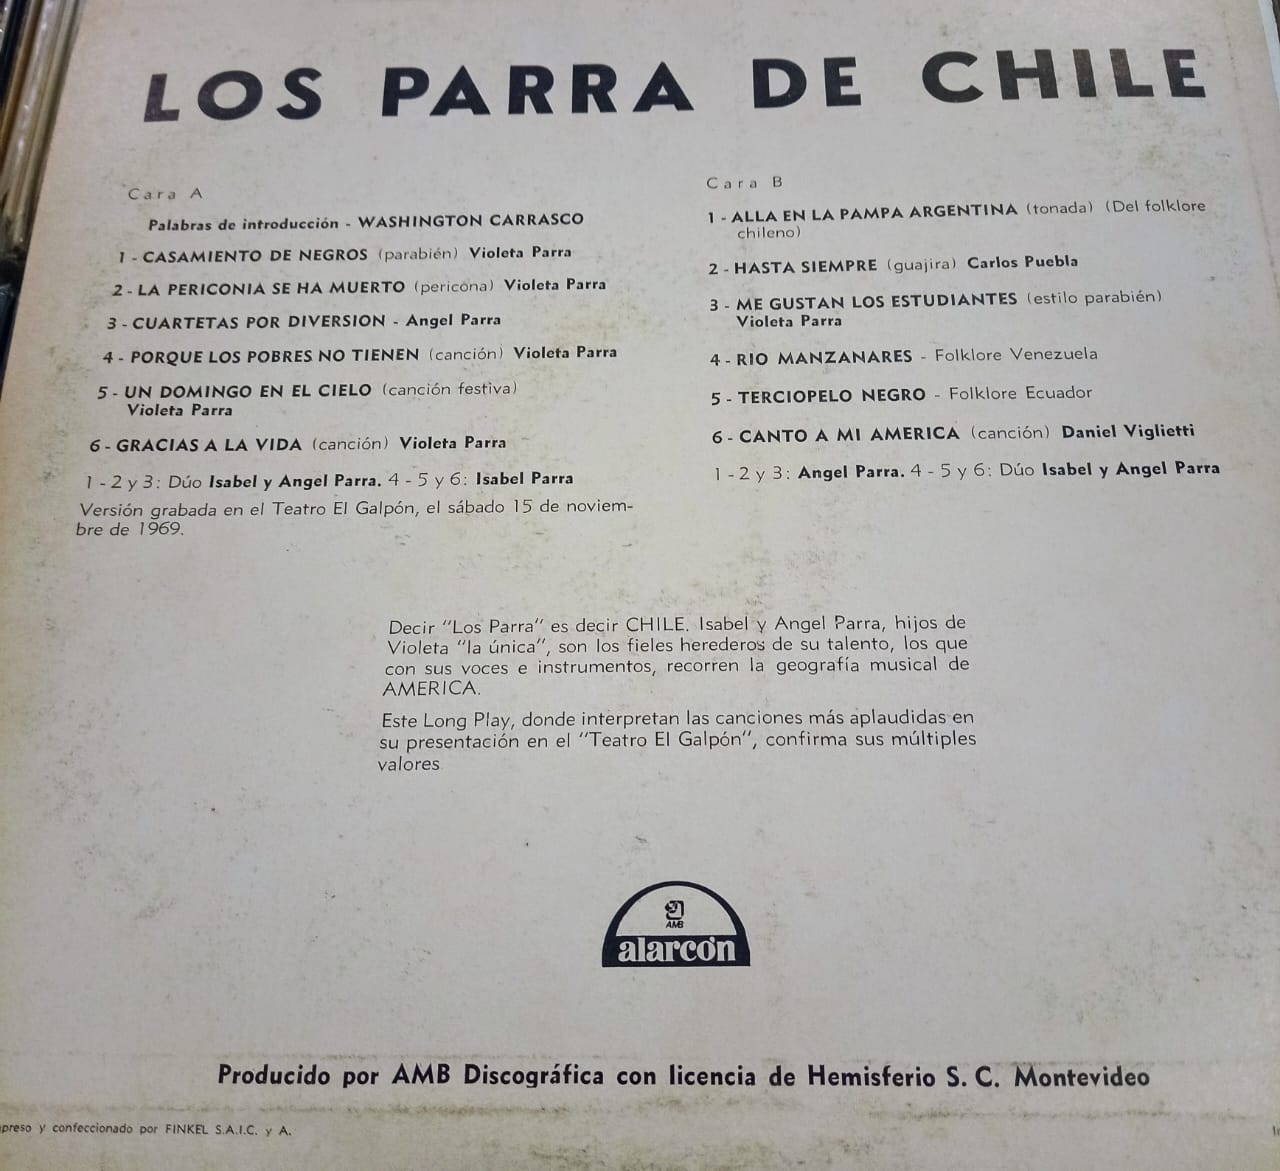 LOS PARRA DE CHILE
Cara A
Palabras de introducción - WASHINGTON CARRASCO
1 - CASAMIENTO DE NEGROS (parabién) Violeta Parra
2 - LA PERICONIA SE HA MUERTO (pericona) Violeta Parra
3 - CUARTETAS POR DIVERSION - Angel Parra
4 - PORQUE LOS POBRES NO TIENEN (canción) Violeta Parra
5 - UN DOMINGO EN EL CIELO (canción festiva)
Violeta Parra
6 - GRACIAS A LA VIDA (canción) Violeta Parra
1 - 2 y 3: Dúo Isabel y Angel Parra. 4 - 5 y 6: Isabel Parra
Versión grabada en el Teatro El Galpón, el sábado 15 de noviem-
bre de 1969.
Cara B
1 - ALLA EN LA PAMPA ARGENTINA (tonada) (Del folklore
chileno)
2 - HASTA SIEMPRE (guajira) Carlos Puebla
3 - ME GUSTAN LOS ESTUDIANTES (estilo parabién)
Violeta Parra
4 - RIO MANZANARES - Folklore Venezuela
5 - TERCIOPELO NEGRO - Folklore Ecuador
6 - CANTO A MI AMERICA (canción) Daniel Viglietti
1 - 2 y 3: Angel Parra. 4 - 5 y 6: Dúo Isabel y Angel Parra
Decir "Los Parra" es decir CHILE. Isabel y Angel Parra, hijos de
Violeta "la única", son los fieles herederos de su talento, los que
con sus voces e instrumentos, recorren la geografía musical de
AMERICA.
Este Long Play, donde interpretan las canciones más aplaudidas en
su presentación en el "Teatro El Galpón", confirma sus múltiples
valores
AMB
alarcón
Producido por AMB Discográfica con licencia de Hemisferio S. C. Montevideo
preso y confeccionado por FINKEL S.A.I.C. y A.